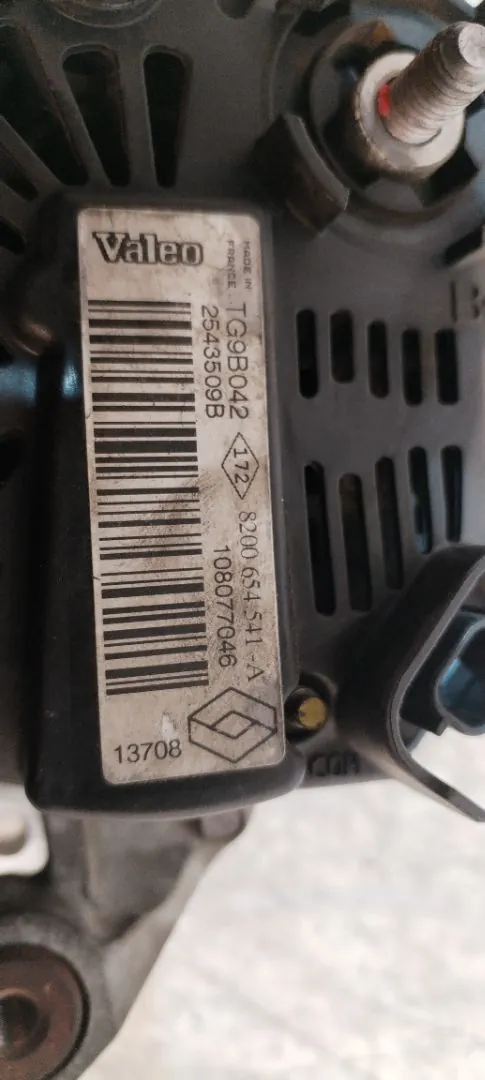 Valeo
MADE IN
FRANCE
TG9B042
2543509B
172
8200 654 541 -A
108077046
13708